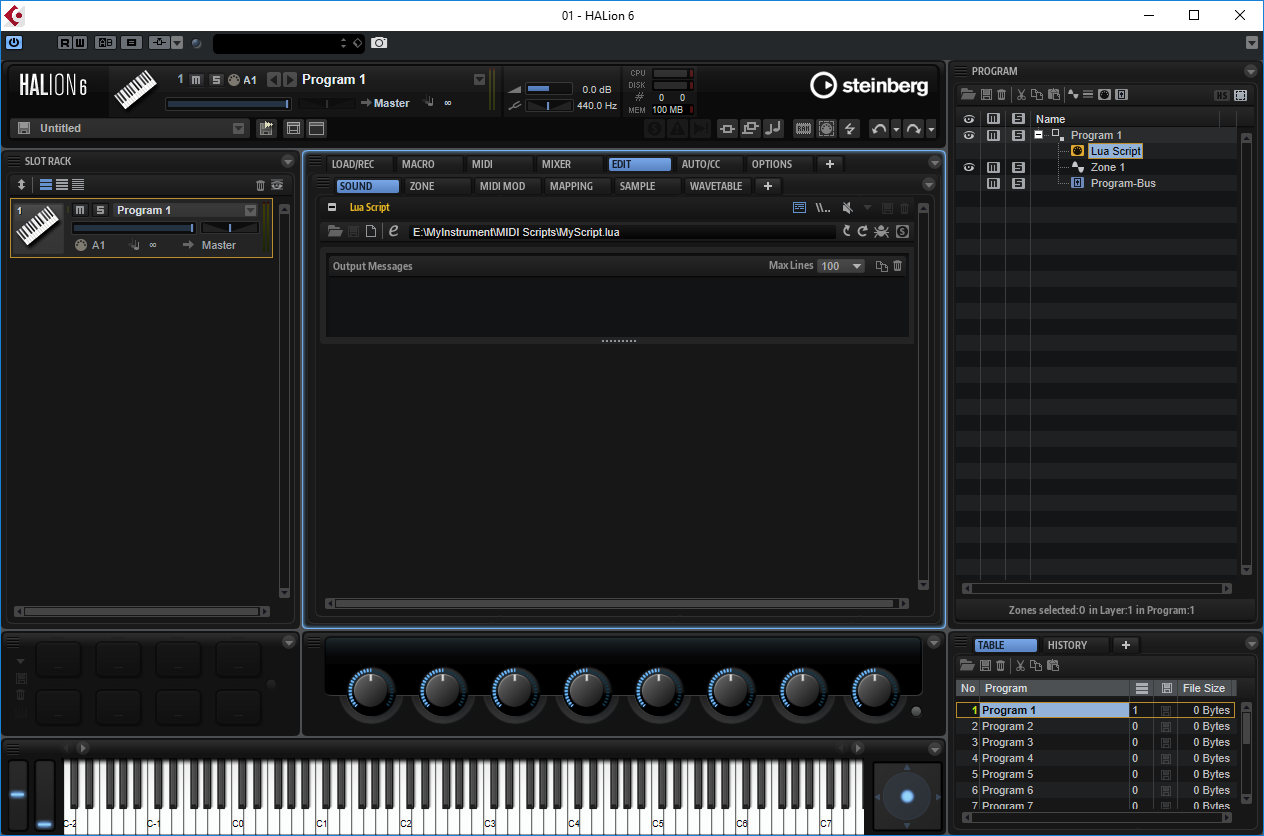 01 - HALion 6
HALION 6
1 M S A1 Program 1
Master ∞
0.0 dB
440.0 Hz
CPU
DISK
# 0 0
MEM 100 MB
steinberg
Untitled
SLOT RACK
1 M S Program 1
A1 ∞ Master
LOAD/REC MACRO MIDI MIXER EDIT AUTO/CC OPTIONS +
SOUND ZONE MIDI MOD MAPPING SAMPLE WAVETABLE +
Lua Script
E:\MyInstrument\MIDI Scripts\MyScript.lua
Output Messages Max Lines 100
PROGRAM
HS
M S Name
M S Program 1
Lua Script
M S Zone 1
M S Program-Bus
Zones selected:0 in Layer:1 in Program:1
TABLE HISTORY +
No Program File Size
1 Program 1 1 0 Bytes
2 Program 2 0 0 Bytes
3 Program 3 0 0 Bytes
4 Program 4 0 0 Bytes
5 Program 5 0 0 Bytes
6 Program 6 0 0 Bytes
7 Program 7 0 0 Bytes
C-2 C-1 C0 C1 C2 C3 C4 C5 C6 C7